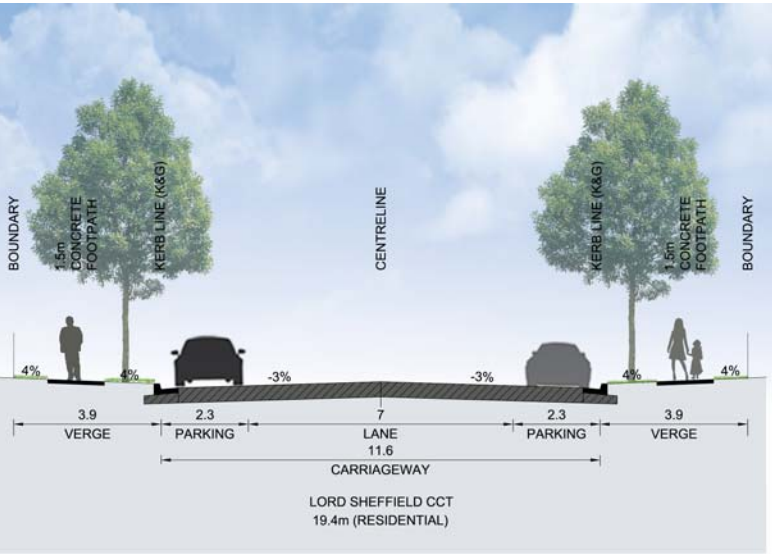 BOUNDARY
1.5m
CONCRETE
FOOTPATH
KERB LINE (K&G)
CENTRELINE
KERB LINE (K&G)
1.5m
CONCRETE
FOOTPATH
BOUNDARY
4% 4% -3% -3% 4% 4%
3.9 2.3 7 2.3 3.9
VERGE PARKING LANE PARKING VERGE
11.6
CARRIAGEWAY
LORD SHEFFIELD CCT
19.4m (RESIDENTIAL)